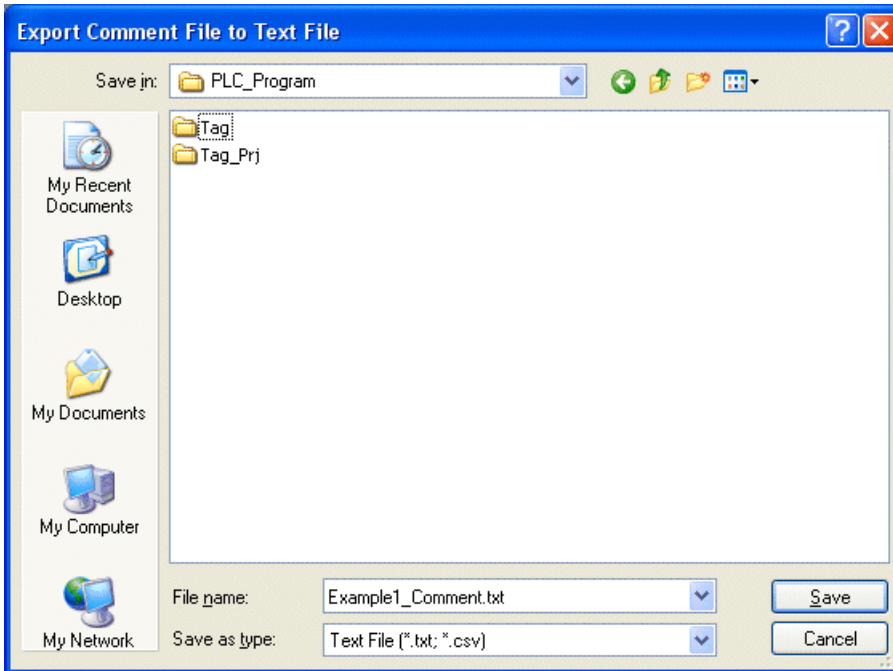 Export Comment File to Text File
Save in: PLC_Program
Tag
Tag_Prj
My Recent
Documents
Desktop
My Documents
My Computer
My Network
File name: Example1_Comment.txt Save
Save as type: Text File (*.txt; *.csv) Cancel